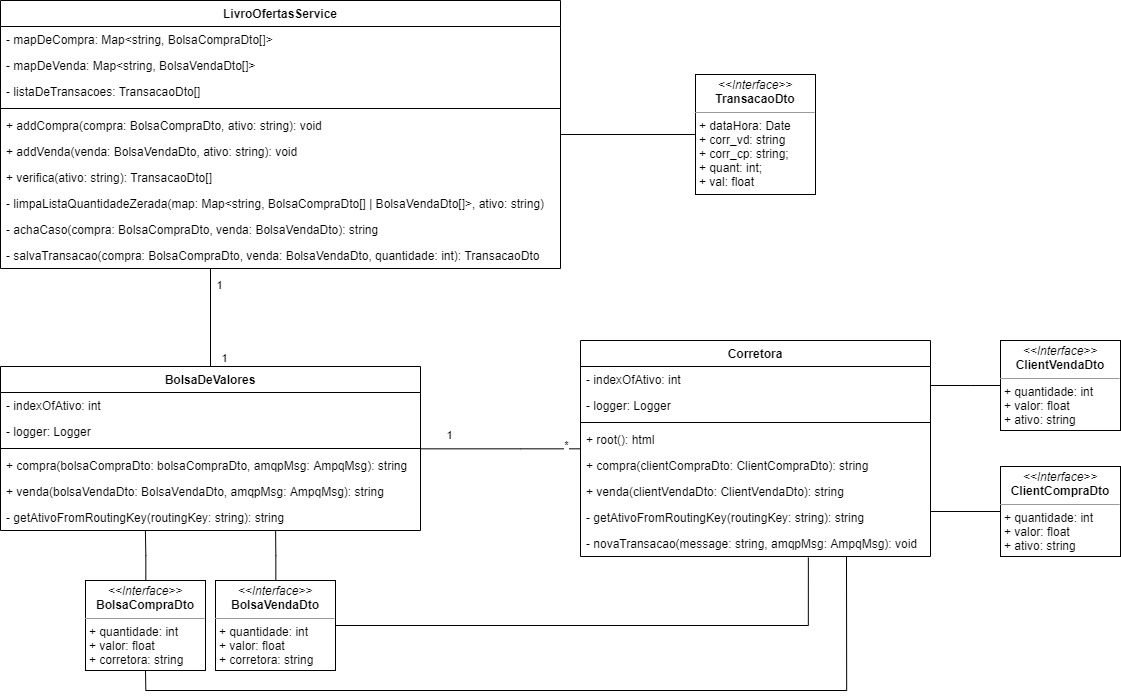 LivroOfertasService
- mapDeCompra: Map<string, BolsaCompraDto[]>
- mapDeVenda: Map<string, BolsaVendaDto[]>
- listaDeTransacoes: TransacaoDto[]
+ addCompra(compra: BolsaCompraDto, ativo: string): void
+ addVenda(venda: BolsaVendaDto, ativo: string): void
+ verifica(ativo: string): TransacaoDto[]
- limpaListaQuantidadeZerada(map: Map<string, BolsaCompraDto[] | BolsaVendaDto[]>, ativo: string)
- achaCaso(compra: BolsaCompraDto, venda: BolsaVendaDto): string
- salvaTransacao(compra: BolsaCompraDto, venda: BolsaVendaDto, quantidade: int): TransacaoDto
<<Interface>>
TransacaoDto
+ dataHora: Date
+ corr_vd: string
+ corr_cp: string;
+ quant: int;
+ val: float
1
1
BolsaDeValores
- indexOfAtivo: int
- logger: Logger
+ compra(bolsaCompraDto: bolsaCompraDto, amqpMsg: AmpqMsg): string
+ venda(bolsaVendaDto: BolsaVendaDto, amqpMsg: AmpqMsg): string
- getAtivoFromRoutingKey(routingKey: string): string
1
*
Corretora
- indexOfAtivo: int
- logger: Logger
+ root(): html
+ compra(clientCompraDto: ClientCompraDto): string
+ venda(clientVendaDto: ClientVendaDto): string
- getAtivoFromRoutingKey(routingKey: string): string
- novaTransacao(message: string, amqpMsg: AmpqMsg): void
<<Interface>>
ClientVendaDto
+ quantidade: int
+ valor: float
+ ativo: string
<<Interface>>
ClientCompraDto
+ quantidade: int
+ valor: float
+ ativo: string
<<Interface>>
BolsaCompraDto
+ quantidade: int
+ valor: float
+ corretora: string
<<Interface>>
BolsaVendaDto
+ quantidade: int
+ valor: float
+ corretora: string